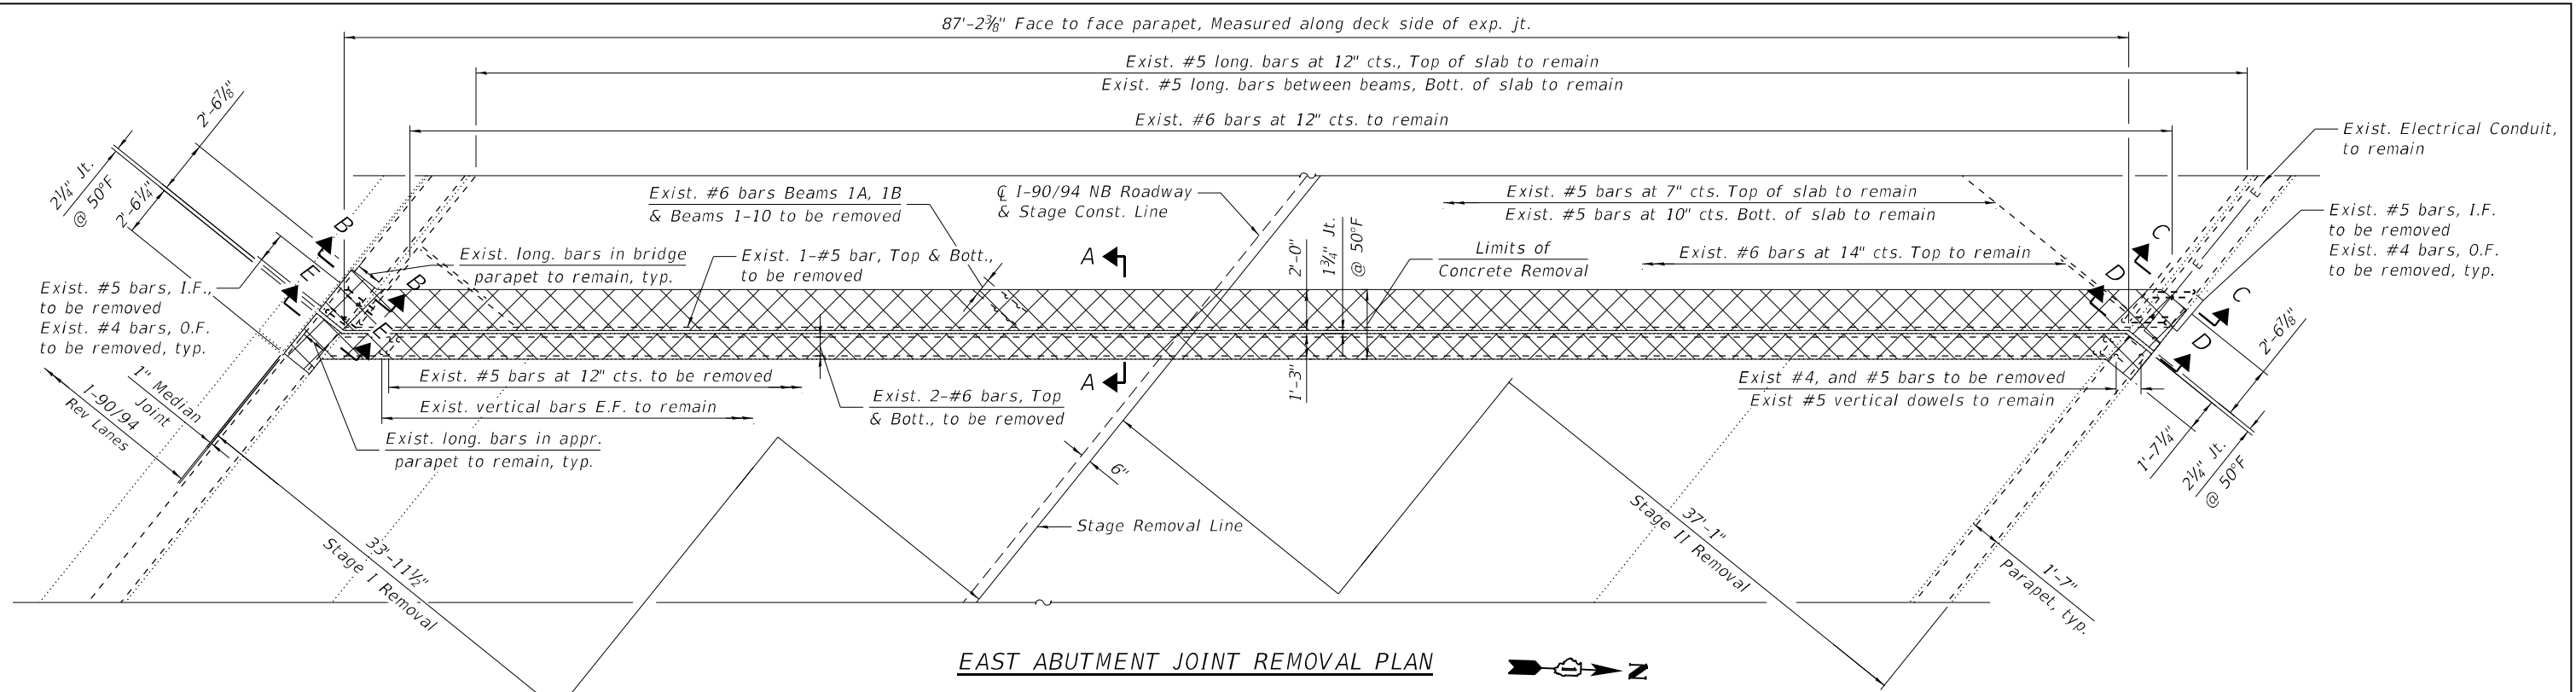 87'-2⅜" Face to face parapet, Measured along deck side of exp. jt.
Exist. #5 long. bars at 12" cts., Top of slab to remain
Exist. #5 long. bars between beams, Bott. of slab to remain
Exist. #6 bars at 12" cts. to remain
Exist. Electrical Conduit,
to remain
2'-6⅞"
2¼" Jt.
@ 50°F
2'-6¼"
Exist. #6 bars Beams 1A, 1B
& Beams 1-10 to be removed
℄ I-90/94 NB Roadway
& Stage Const. Line
Exist. #5 bars at 7" cts. Top of slab to remain
Exist. #5 bars at 10" cts. Bott. of slab to remain
E
E
Exist. #5 bars, I.F.
to be removed
Exist. #4 bars, O.F.
to be removed, typ.
B
B
E
E
Exist. long. bars in bridge
parapet to remain, typ.
Exist. 1-#5 bar, Top & Bott.,
to be removed
A
2'-0"
1¾" Jt.
@ 50°F
Limits of
Concrete Removal
Exist. #6 bars at 14" cts. Top to remain
C
C
D
D
Exist. #5 bars, I.F.,
to be removed
Exist. #4 bars, O.F.
to be removed, typ.
I-90/94
Rev Lanes
1" Median
Joint
Exist. #5 bars at 12" cts. to be removed
Exist. vertical bars E.F. to remain
Exist. long. bars in appr.
parapet to remain, typ.
Exist. 2-#6 bars, Top
& Bott., to be removed
A
1'-3"
Exist #4, and #5 bars to be removed
Exist #5 vertical dowels to remain
2'-6⅞"
1'-7¼"
2¼" Jt.
@ 50°F
6"
Stage Removal Line
33'-11½"
Stage I Removal
37'-1"
Stage II Removal
1'-7"
Parapet, typ.
EAST ABUTMENT JOINT REMOVAL PLAN
N